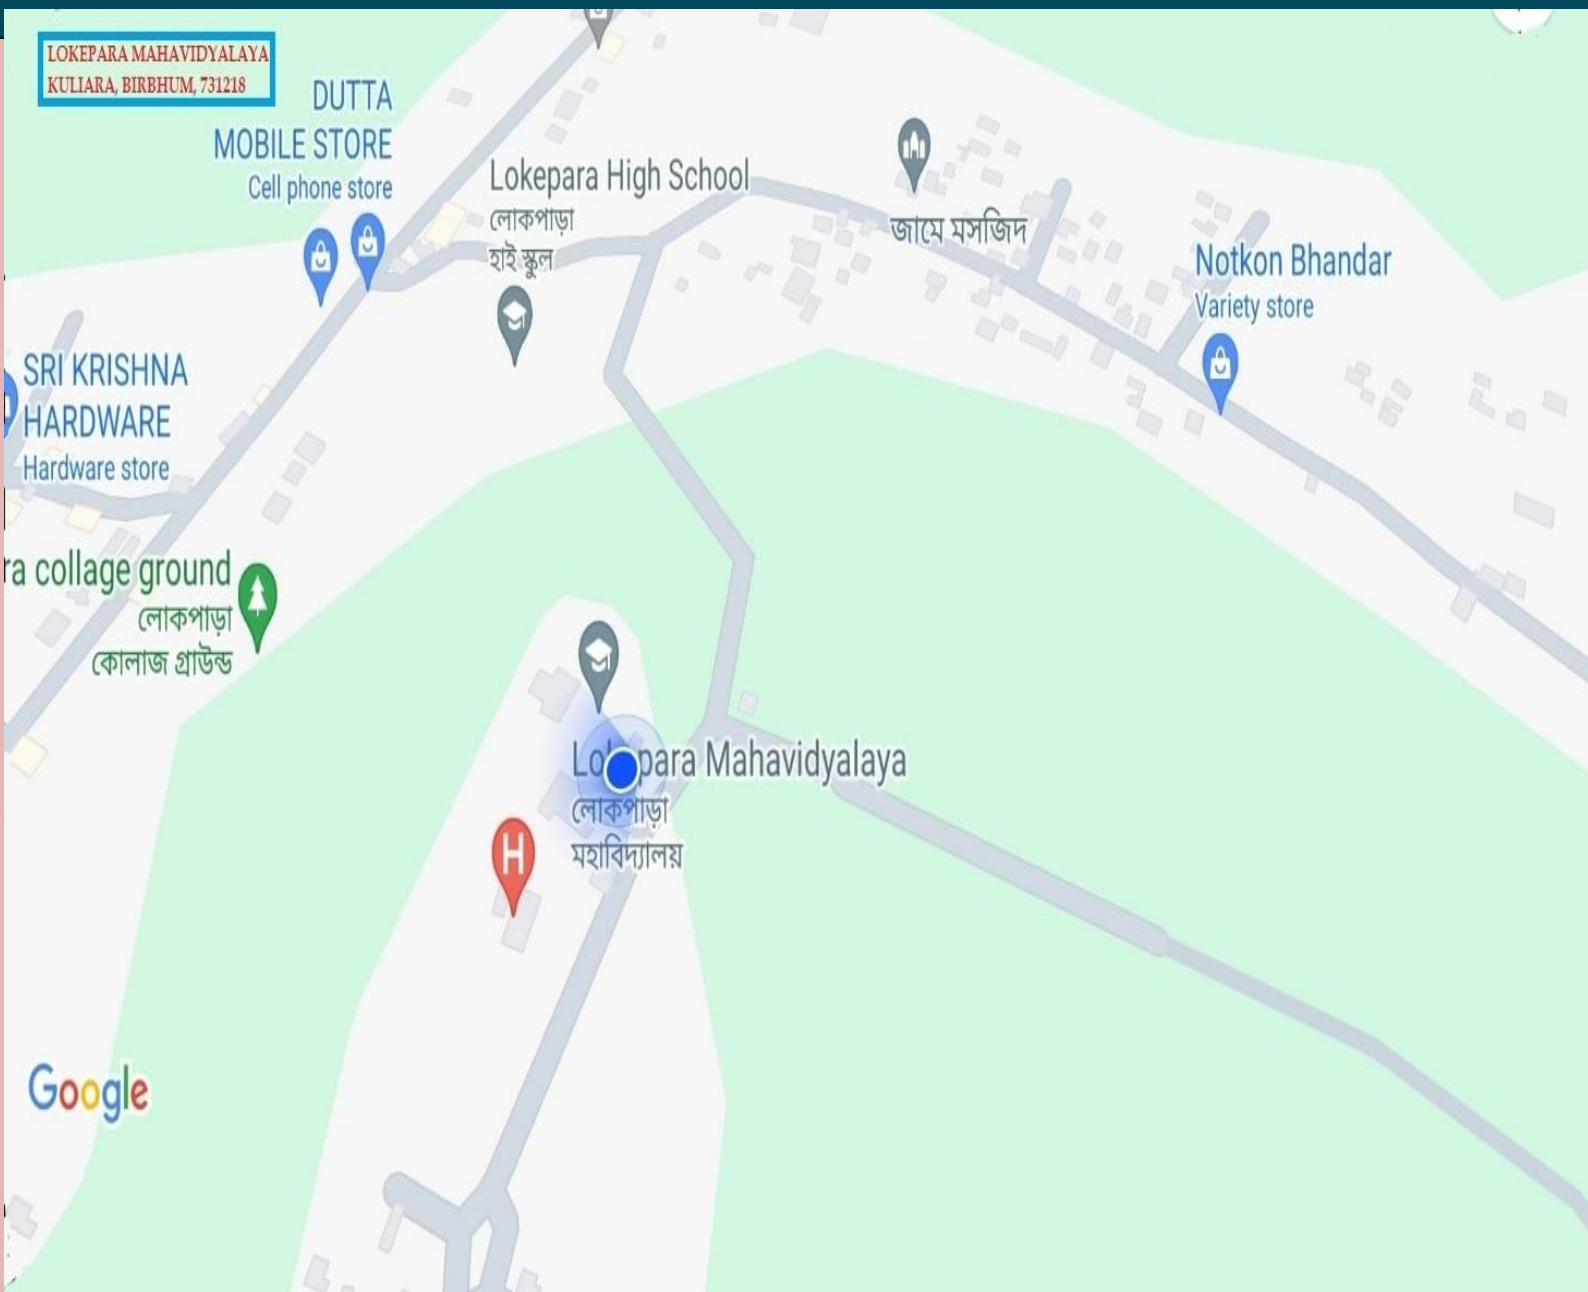 LOKEPARA MAHAVIDYALAYA
KULIARA, BIRBHUM, 731218
DUTTA
MOBILE STORE
Cell phone store
Lokepara High School
লোকপাড়া
হাই স্কুল
জামে মসজিদ
Notkon Bhandar
Variety store
SRI KRISHNA
HARDWARE
Hardware store
ra collage ground
লোকপাড়া
কোলাজ গ্রাউন্ড
Lokepara Mahavidyalaya
লোকপাড়া
মহাবিদ্যালয়
H
Google